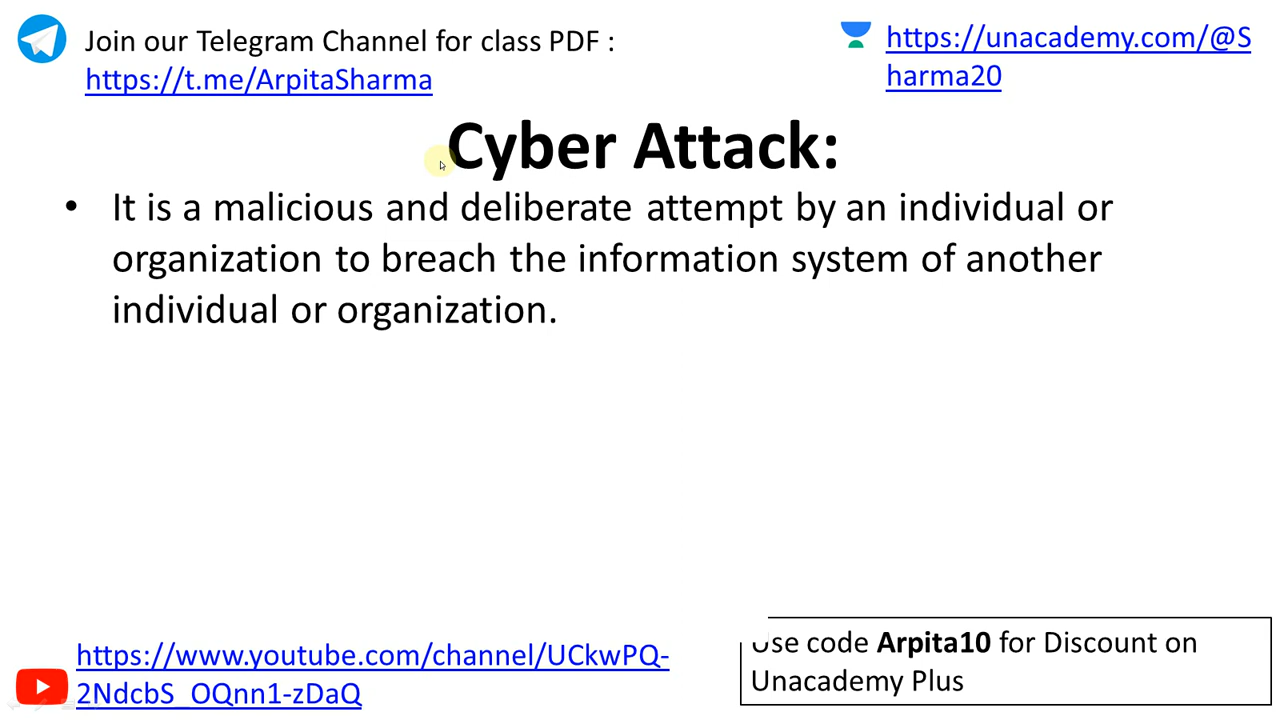 Join our Telegram Channel for class PDF :
https://t.me/ArpitaSharma
https://unacademy.com/@S
harma20
Cyber Attack:
• It is a malicious and deliberate attempt by an individual or
organization to breach the information system of another
individual or organization.
https://www.youtube.com/channel/UCkwPQ-
2NdcbS_OQnn1-zDaQ
Use code Arpita10 for Discount on
Unacademy Plus